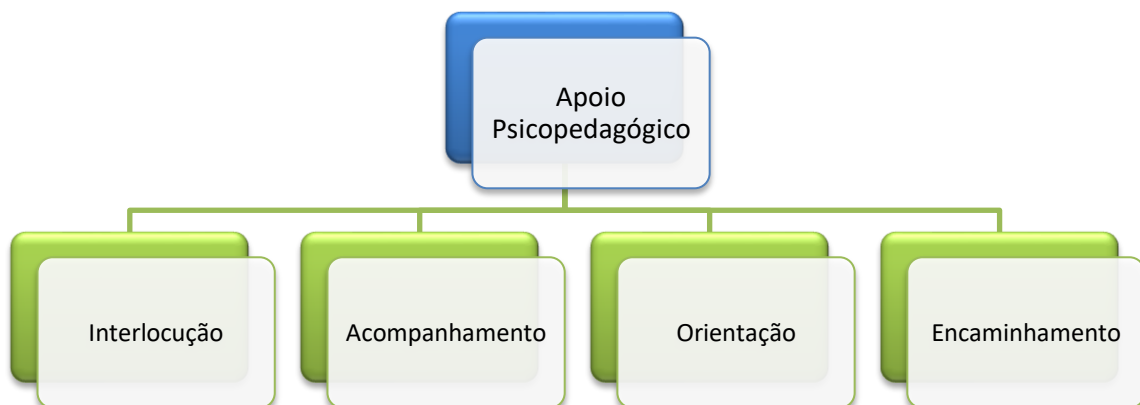 Apoio
Psicopedagógico
Interlocução
Acompanhamento
Orientação
Encaminhamento